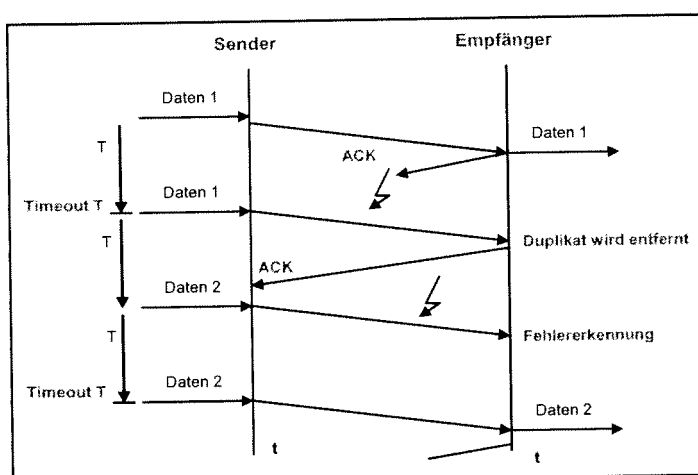 Sender Empfänger
Daten 1
Daten 1
T
ACK
Timeout T
Daten 1
T
Duplikat wird entfernt
ACK
Daten 2
T
Fehlererkennung
Timeout T
Daten 2
Daten 2
t t